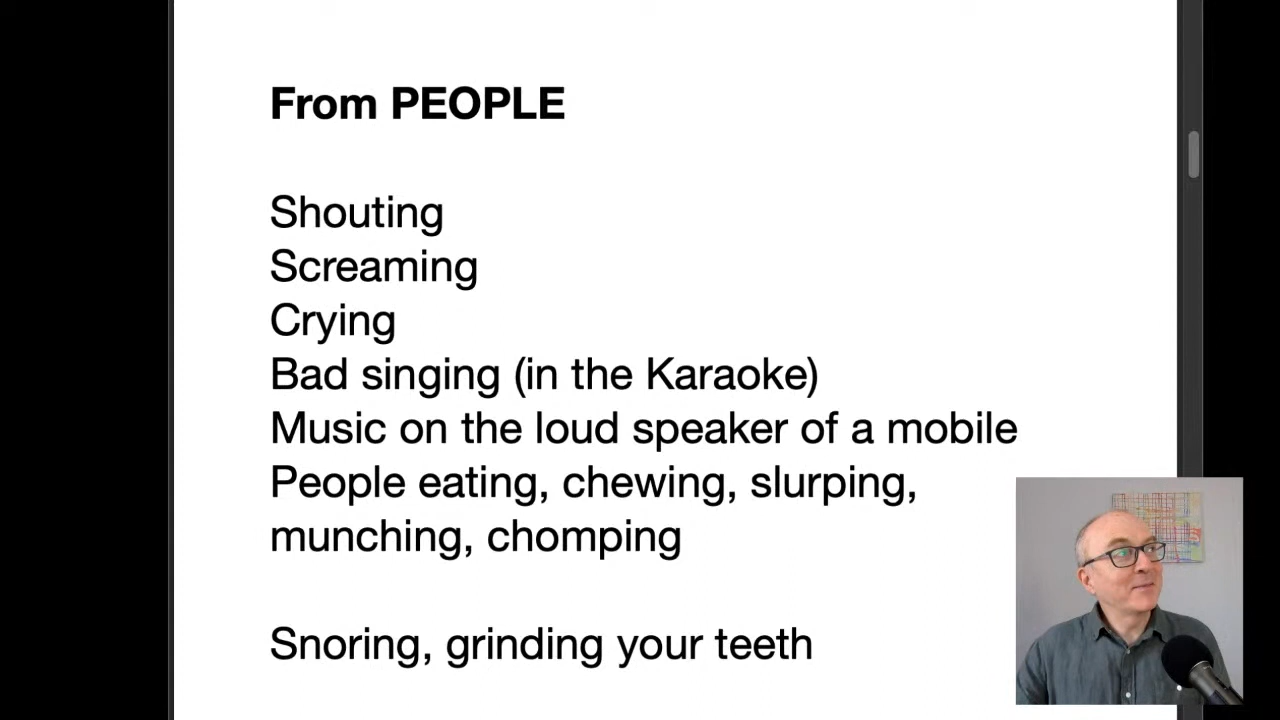 From PEOPLE
Shouting
Screaming
Crying
Bad singing (in the Karaoke)
Music on the loud speaker of a mobile
People eating, chewing, slurping,
munching, chomping
Snoring, grinding your teeth